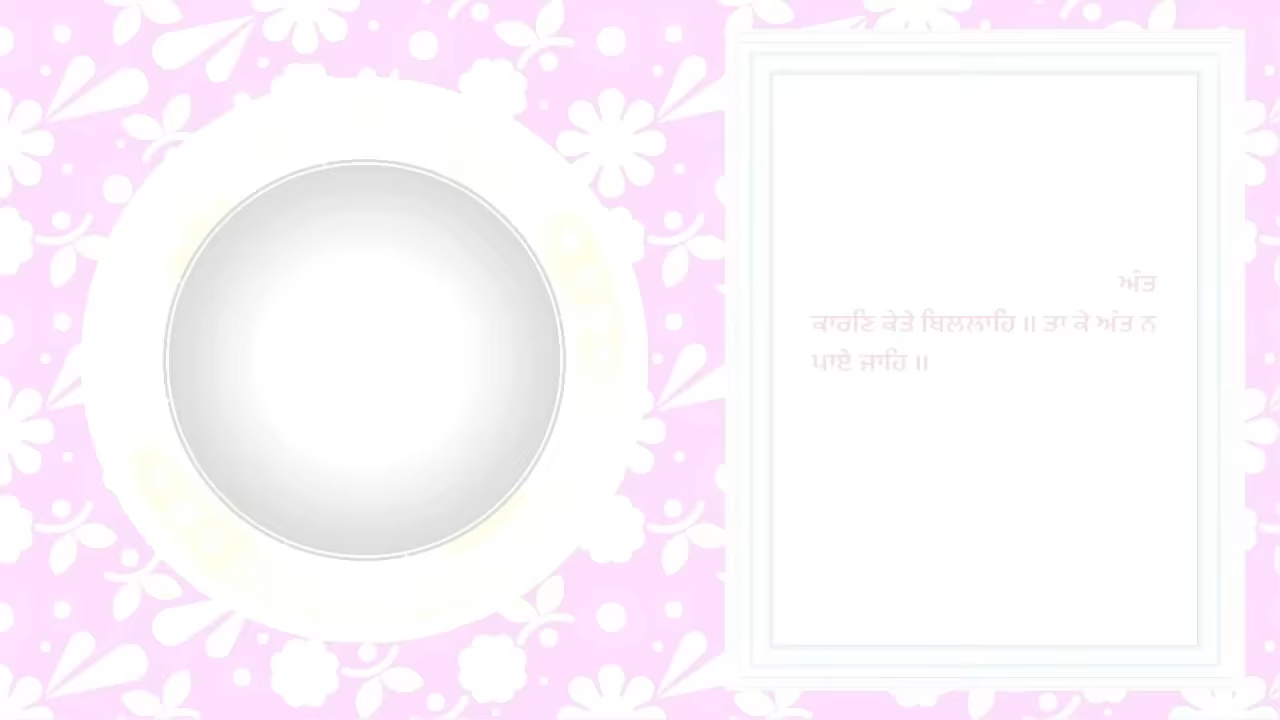 ਅੰਤ
ਕਾਰਣਿ ਕੇਤੇ ਬਿਲਲਾਹਿ ॥ ਤਾ ਕੇ ਅੰਤ ਨ
ਪਾਏ ਜਾਹਿ ॥